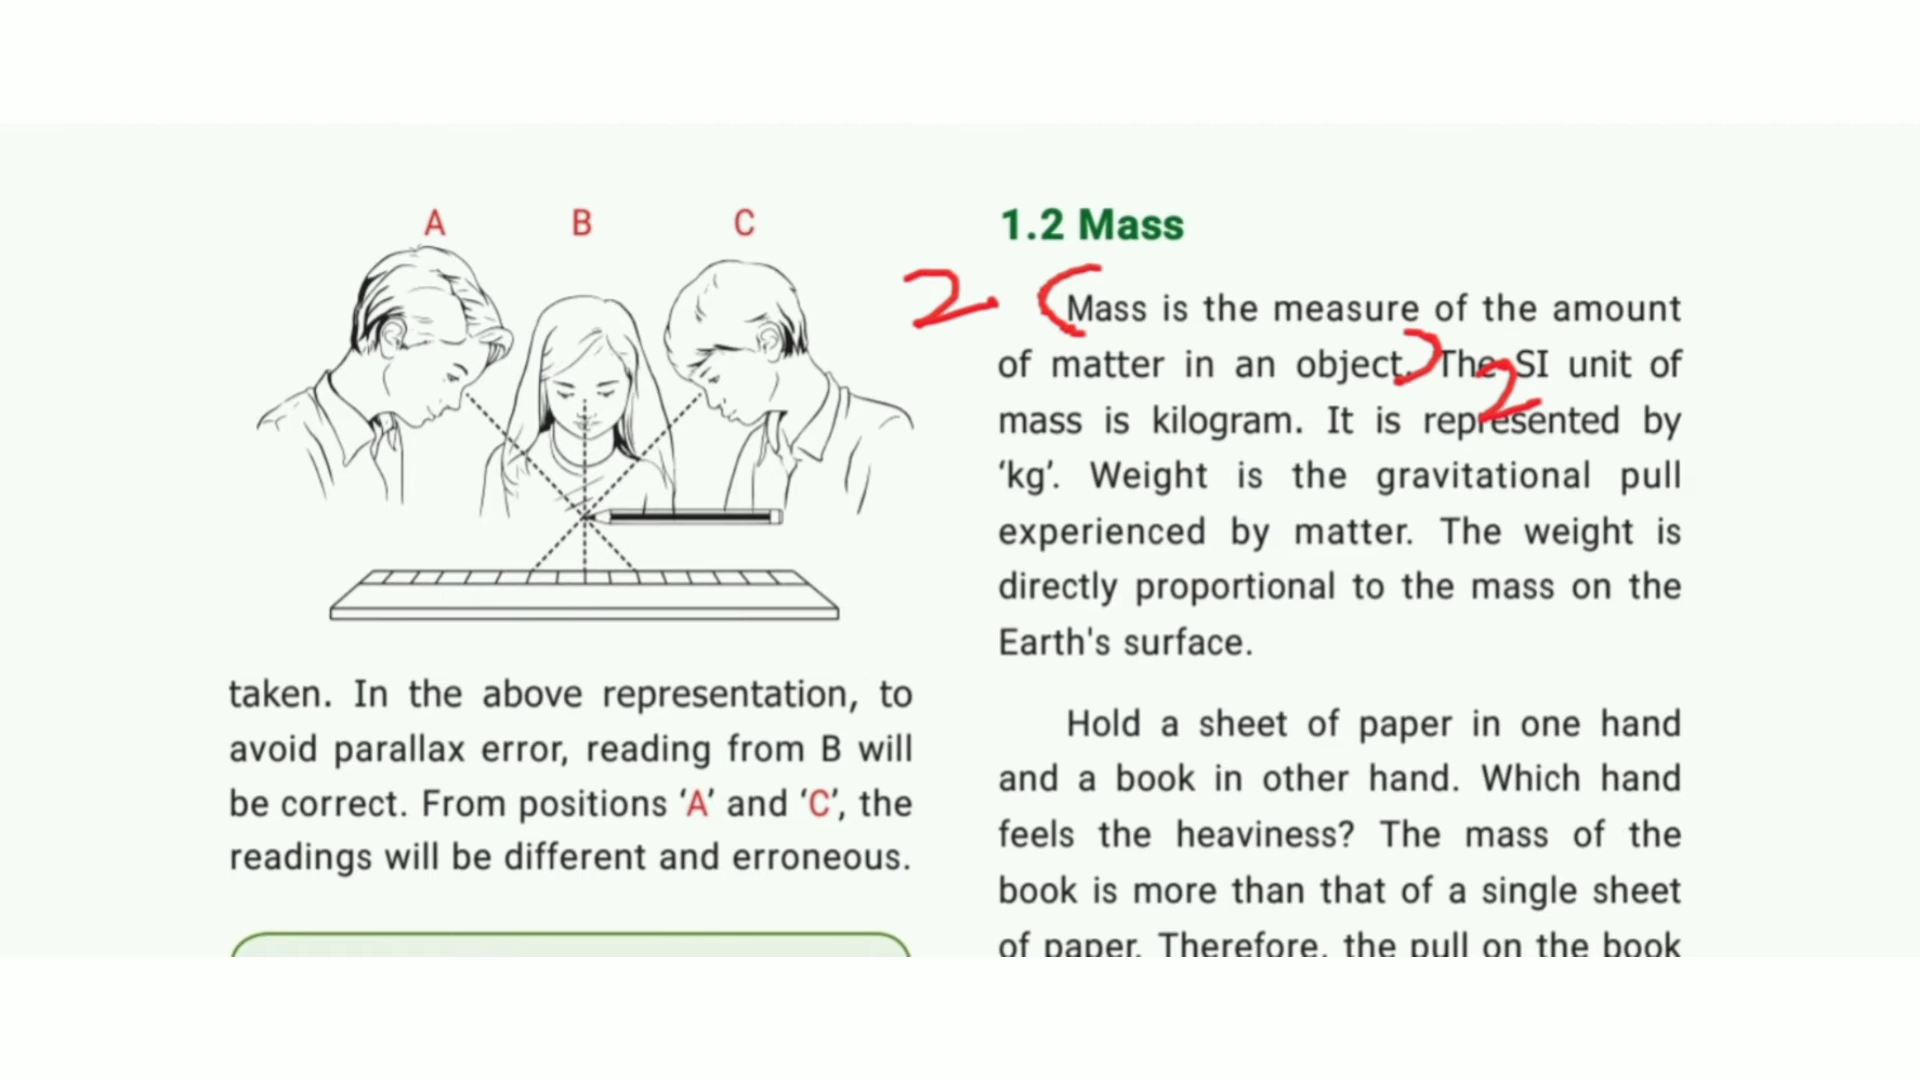 A B C
taken. In the above representation, to
avoid parallax error, reading from B will
be correct. From positions ‘A’ and ‘C’, the
readings will be different and erroneous.
1.2 Mass
2 ( Mass is the measure of the amount
of matter in an object. ) The SI unit of
2
mass is kilogram. It is represented by
‘kg’. Weight is the gravitational pull
experienced by matter. The weight is
directly proportional to the mass on the
Earth's surface.
Hold a sheet of paper in one hand
and a book in other hand. Which hand
feels the heaviness? The mass of the
book is more than that of a single sheet
of paper. Therefore, the pull on the book